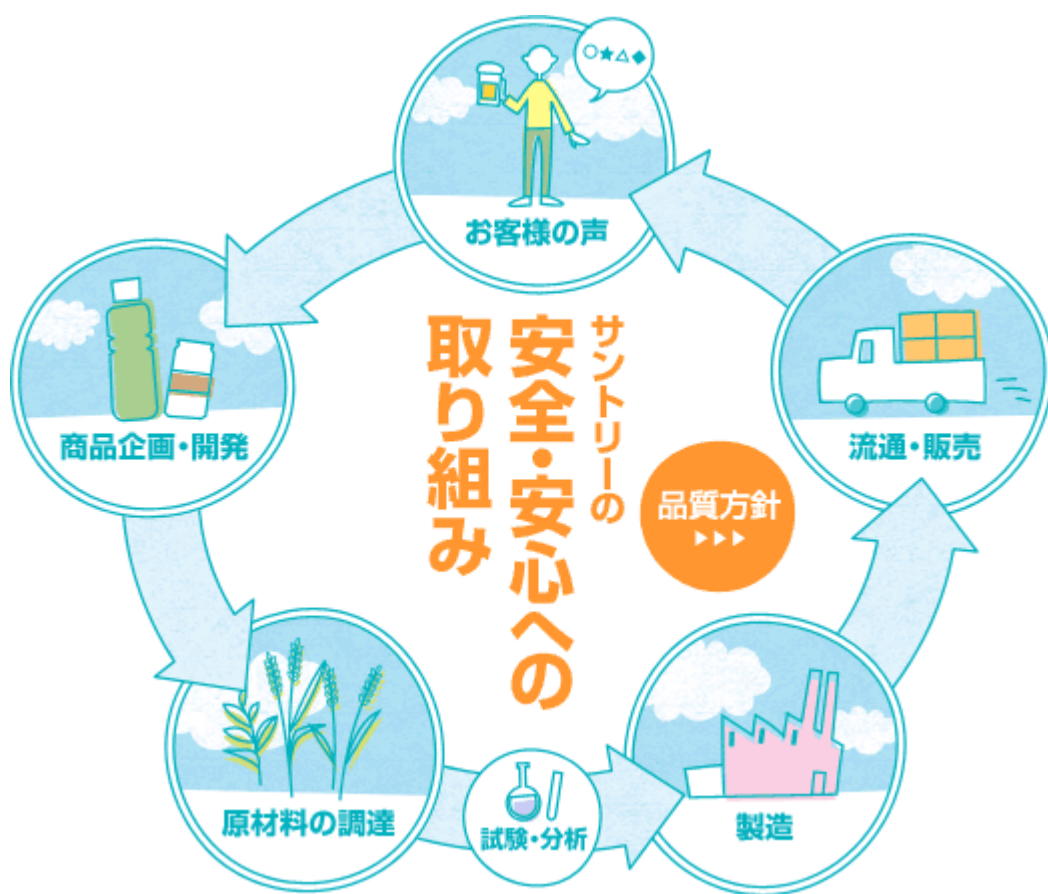 ○★△◆
お客様の声
サントリーの
安全・安心への
取り組み
品質方針
▶▶▶
商品企画・開発
原材料の調達
試験・分析
製造
流通・販売